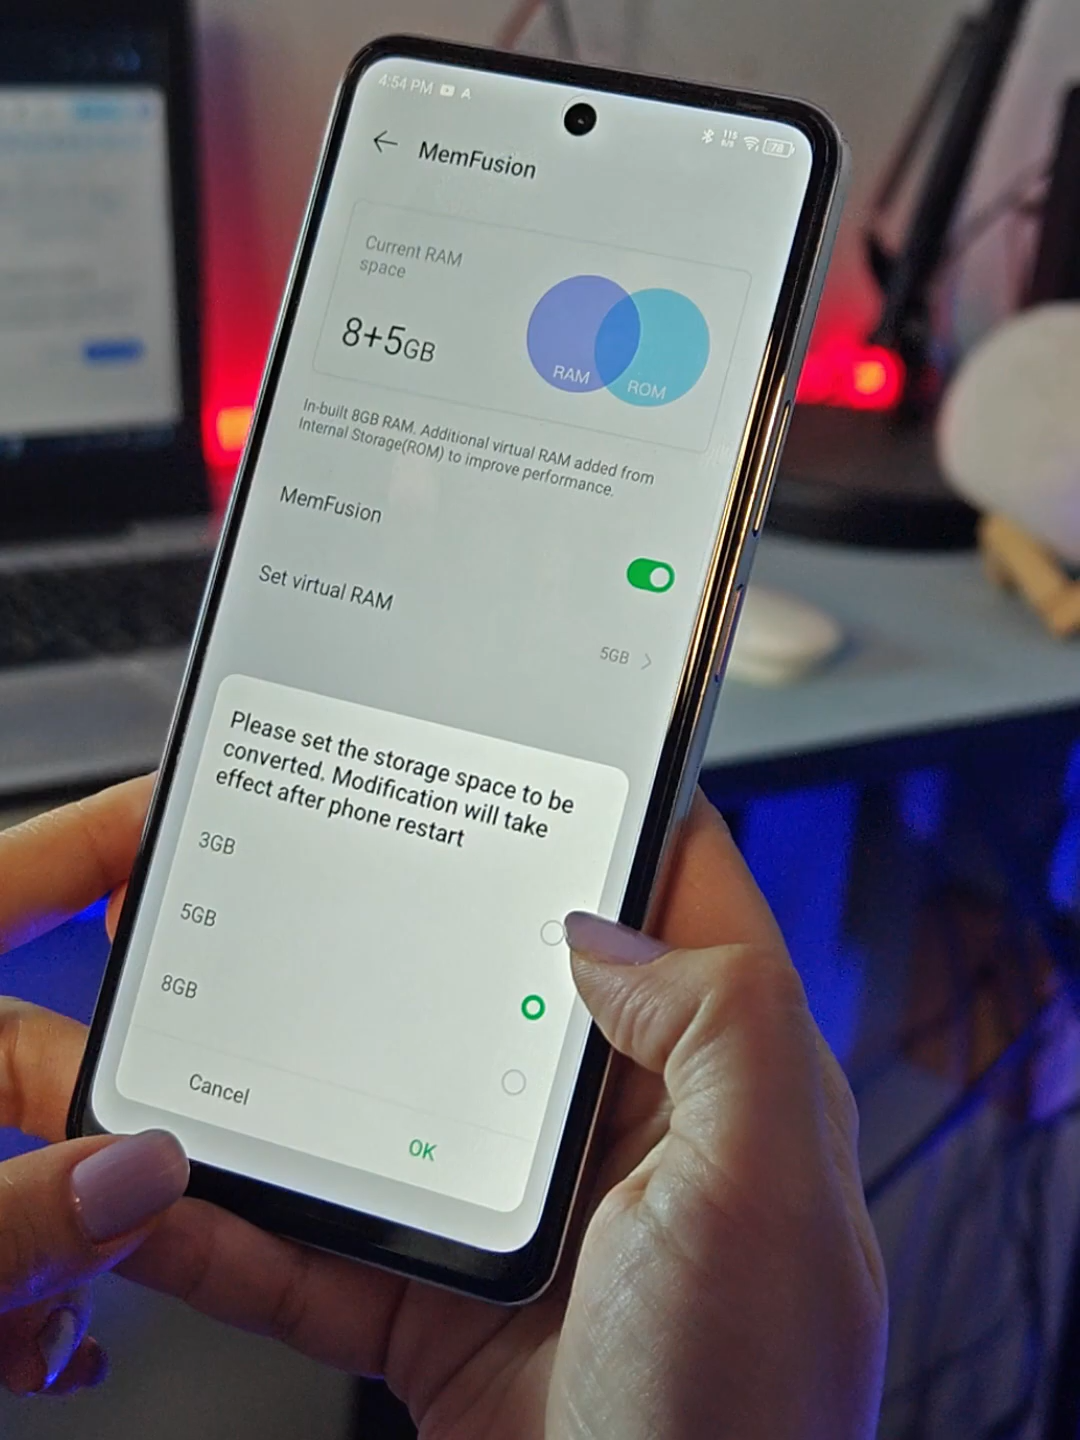 4:54 PM A
115 B/s 78
MemFusion
Current RAM
space
8+5GB
RAM
ROM
In-built 8GB RAM. Additional virtual RAM added from
Internal Storage(ROM) to improve performance.
MemFusion
Set virtual RAM
5GB
Please set the storage space to be
converted. Modification will take
effect after phone restart
3GB
5GB
8GB
Cancel
OK